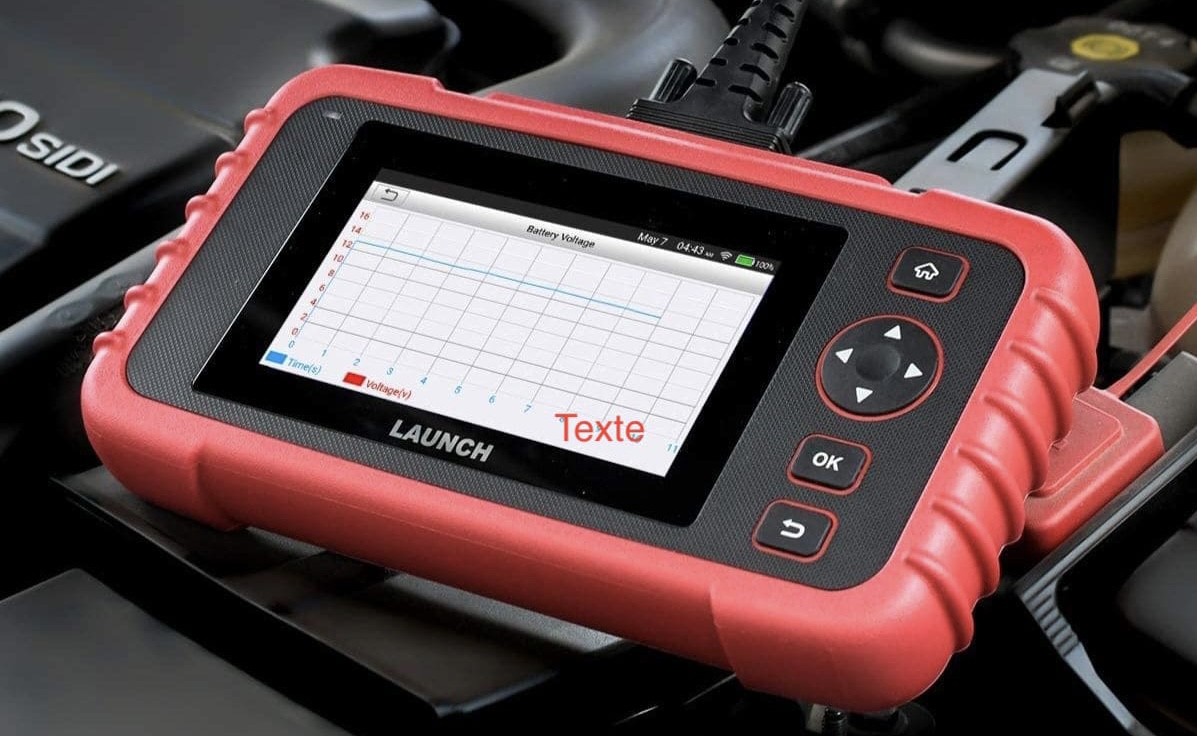 OSIDI
Battery Voltage
May 7 04:43 AM 100%
16
14
12
10
8
6
4
2
0
0 1 2 3 4 5 6 7 11
Time(s) Voltage(v)
Texte
LAUNCH
OK